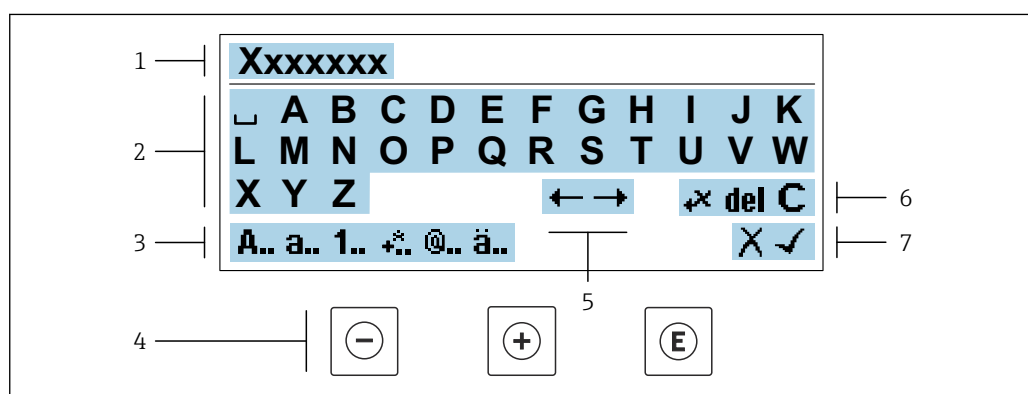 1 Xxxxxxx
2 ⎵ A B C D E F G H I J K
L M N O P Q R S T U V W
X Y Z ← → ↵x del C 6
3 A.. a.. 1.. +*.. @.. ä.. X ✓ 7
5
4 − + E